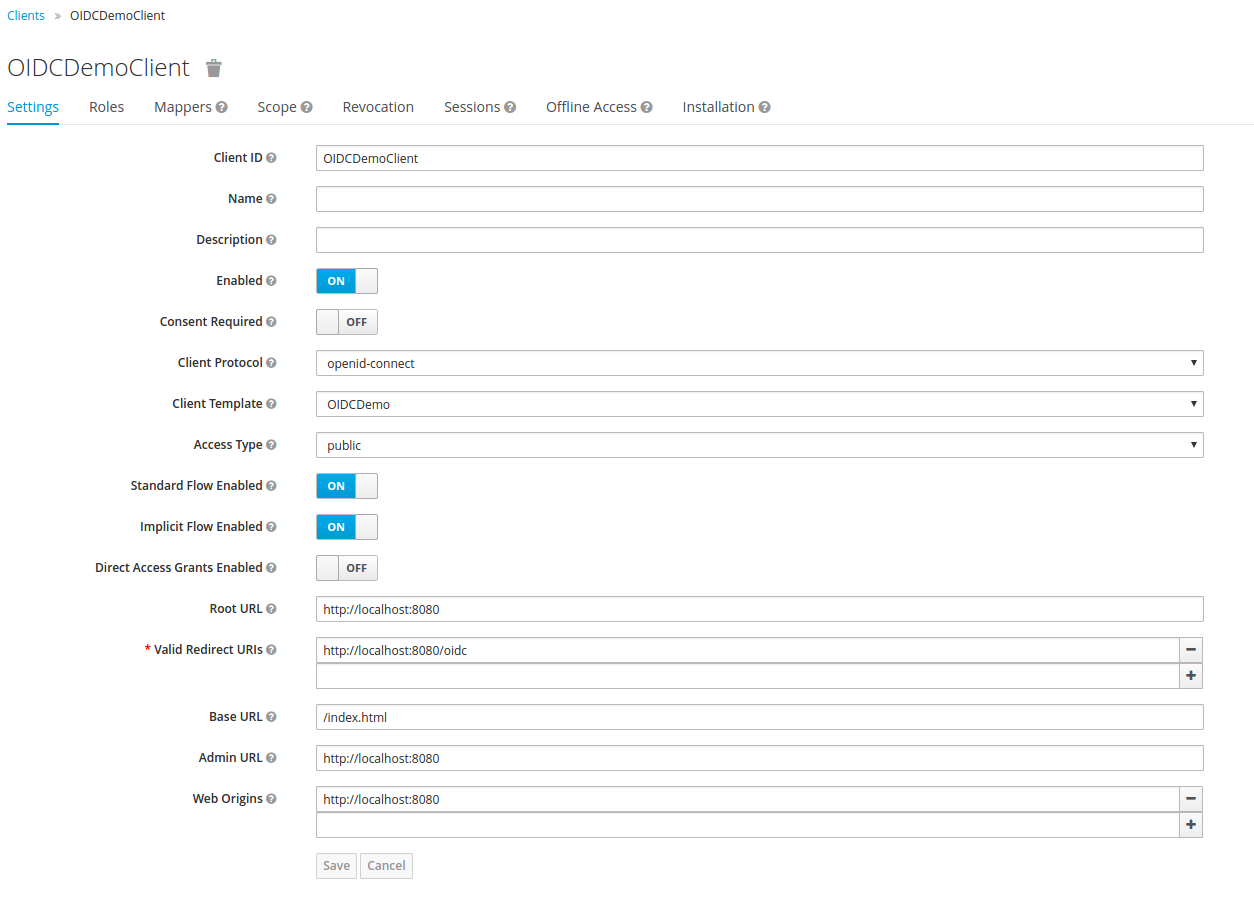 Clients » OIDCDemoClient
OIDCDemoClient
Settings Roles Mappers Scope Revocation Sessions Offline Access Installation
Client ID OIDCDemoClient
Name
Description
Enabled ON
Consent Required OFF
Client Protocol openid-connect
Client Template OIDCDemo
Access Type public
Standard Flow Enabled ON
Implicit Flow Enabled ON
Direct Access Grants Enabled OFF
Root URL http://localhost:8080
* Valid Redirect URIs http://localhost:8080/oidc
Base URL /index.html
Admin URL http://localhost:8080
Web Origins http://localhost:8080
Save Cancel